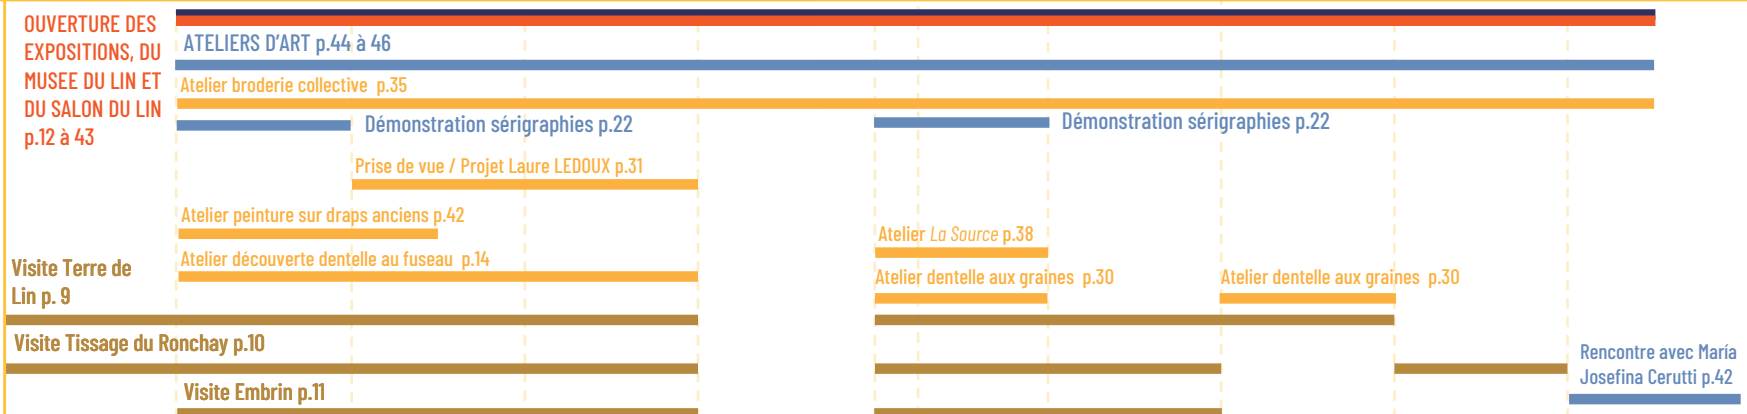 OUVERTURE DES
EXPOSITIONS, DU
MUSEE DU LIN ET
DU SALON DU LIN
p.12 à 43
ATELIERS D'ART p.44 à 46
Atelier broderie collective p.35
Démonstration sérigraphies p.22
Démonstration sérigraphies p.22
Prise de vue / Projet Laure LEDOUX p.31
Atelier peinture sur draps anciens p.42
Atelier La Source p.38
Atelier découverte dentelle au fuseau p.14
Atelier dentelle aux graines p.30
Atelier dentelle aux graines p.30
Visite Terre de
Lin p. 9
Visite Tissage du Ronchay p.10
Visite Embrin p.11
Rencontre avec María
Josefina Cerutti p.42